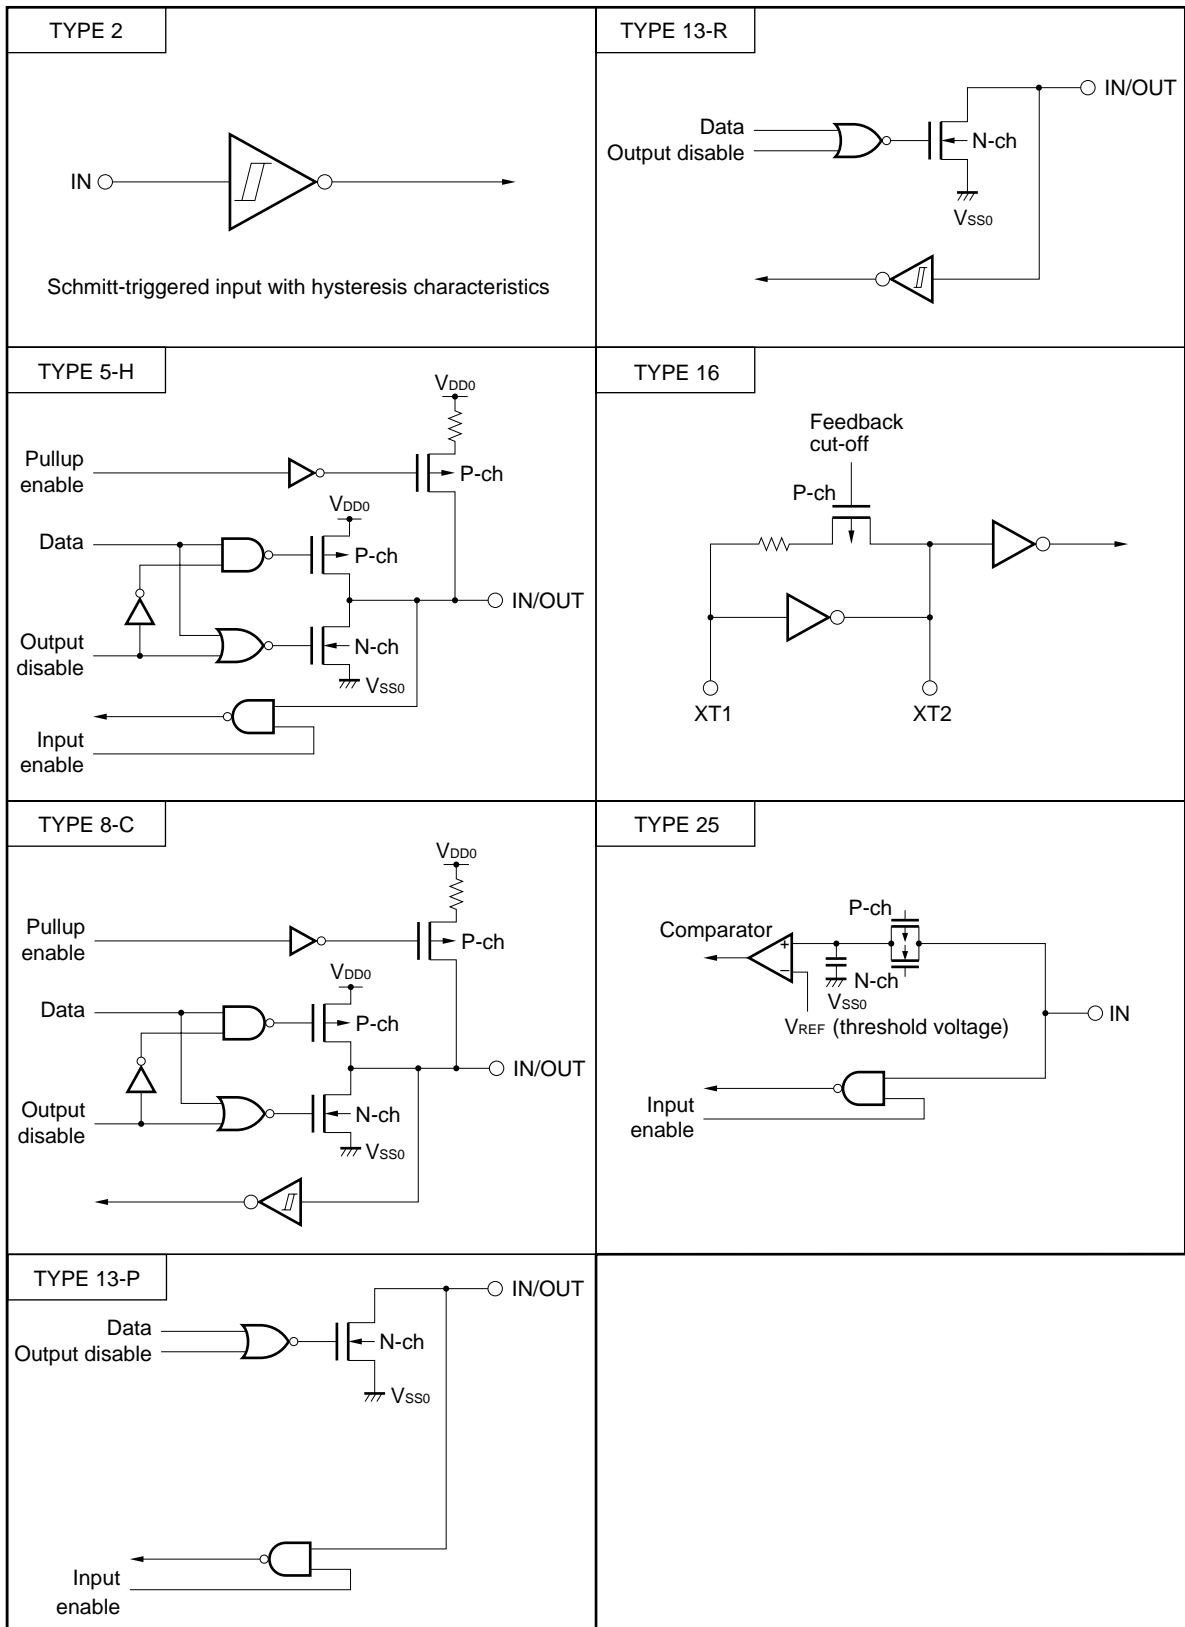 TYPE 2
IN
Schmitt-triggered input with hysteresis characteristics
TYPE 13-R
Data
Output disable
IN/OUT
N-ch
VSS0
TYPE 5-H
VDD0
Pullup
enable
P-ch
VDD0
Data
P-ch
IN/OUT
Output
disable
N-ch
VSS0
Input
enable
TYPE 16
Feedback
cut-off
P-ch
XT1
XT2
TYPE 8-C
VDD0
Pullup
enable
P-ch
VDD0
Data
P-ch
IN/OUT
Output
disable
N-ch
VSS0
TYPE 25
P-ch
Comparator
+
−
N-ch
VSS0
VREF (threshold voltage)
IN
Input
enable
TYPE 13-P
IN/OUT
Data
Output disable
N-ch
VSS0
Input
enable